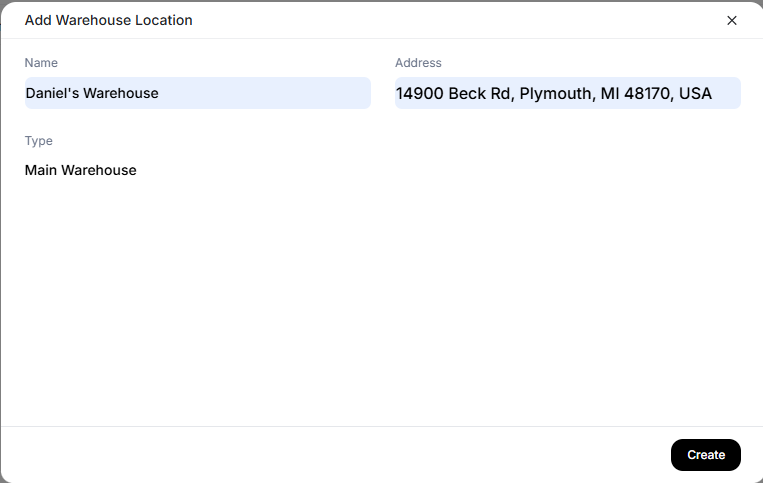 Add Warehouse Location
Name
Address
Daniel's Warehouse
14900 Beck Rd, Plymouth, MI 48170, USA
Type
Main Warehouse
Create